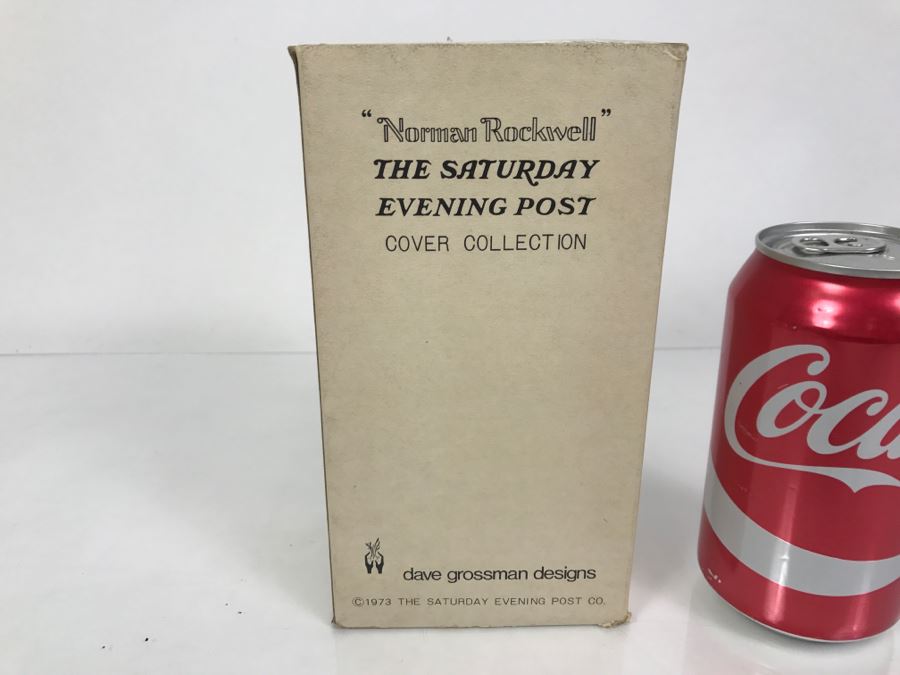 “Norman Rockwell”
THE SATURDAY
EVENING POST
COVER COLLECTION
dave grossman designs
©1973 THE SATURDAY EVENING POST CO.
Coca